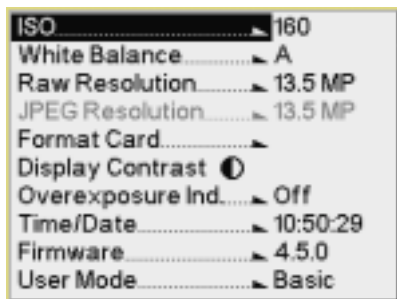 ISO 160
White Balance A
Raw Resolution 13.5 MP
JPEG Resolution 13.5 MP
Format Card
Display Contrast
Overexposure Ind. Off
Time/Date 10:50:29
Firmware 4.5.0
User Mode Basic